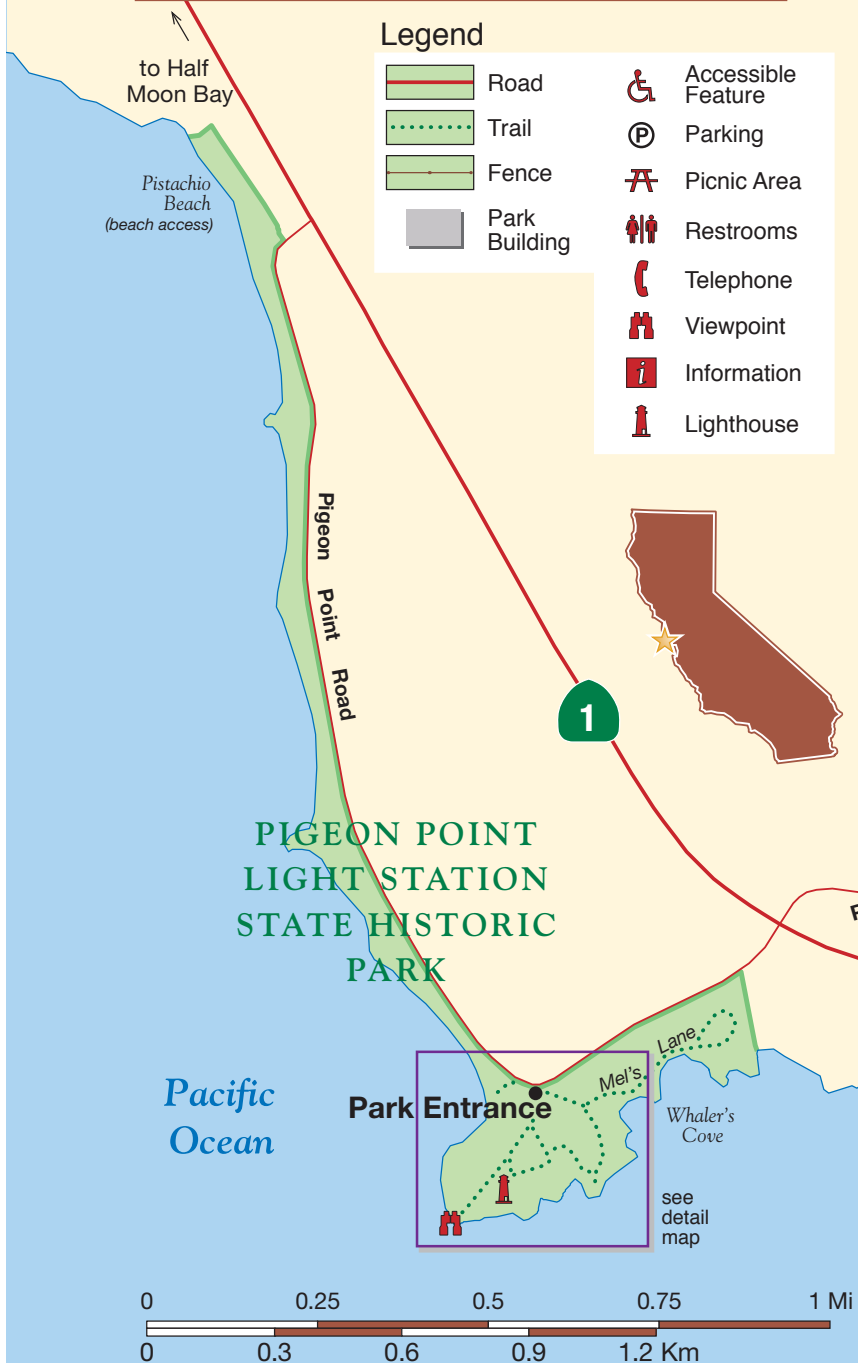 to Half
Moon Bay
Legend
Road
Trail
Fence
Park
Building
Accessible
Feature
P
Parking
Picnic Area
Restrooms
Telephone
Viewpoint
i
Information
Lighthouse
Pistachio
Beach
(beach access)
Pigeon Point Road
1
PIGEON POINT
LIGHT STATION
STATE HISTORIC
PARK
Mel's Lane
Park Entrance
Whaler's
Cove
Pacific
Ocean
see
detail
map
0 0.25 0.5 0.75 1 Mi
0 0.3 0.6 0.9 1.2 Km